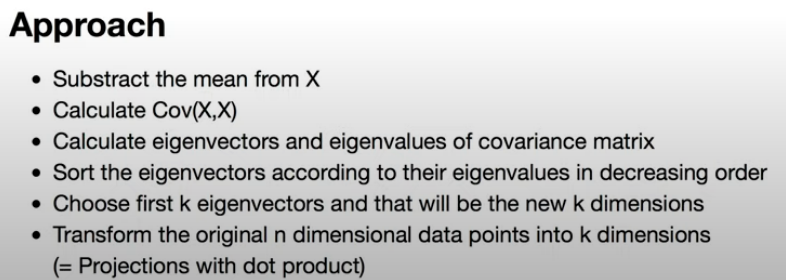 Approach
• Substract the mean from X
• Calculate Cov(X,X)
• Calculate eigenvectors and eigenvalues of covariance matrix
• Sort the eigenvectors according to their eigenvalues in decreasing order
• Choose first k eigenvectors and that will be the new k dimensions
• Transform the original n dimensional data points into k dimensions
(= Projections with dot product)